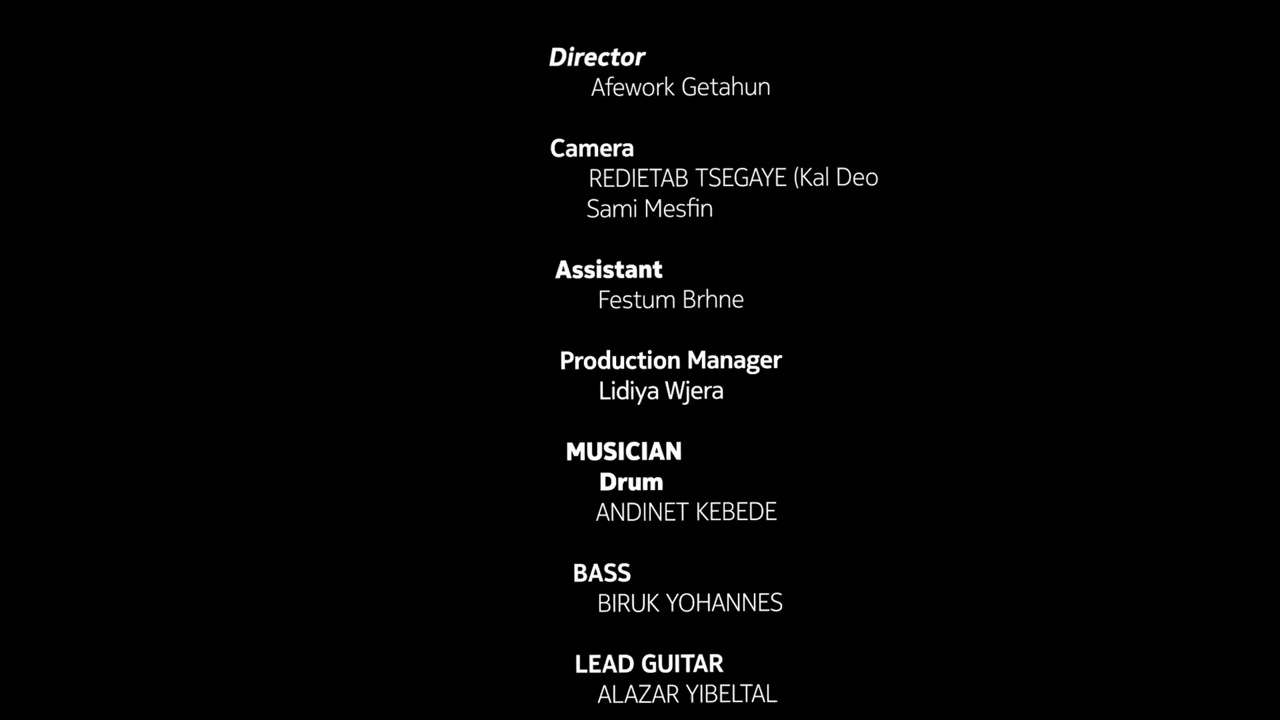 Director
Afework Getahun
Camera
REDIETAB TSEGAYE (Kal Deo
Sami Mesfin
Assistant
Festum Brhne
Production Manager
Lidiya Wjera
MUSICIAN
Drum
ANDINET KEBEDE
BASS
BIRUK YOHANNES
LEAD GUITAR
ALAZAR YIBELTAL